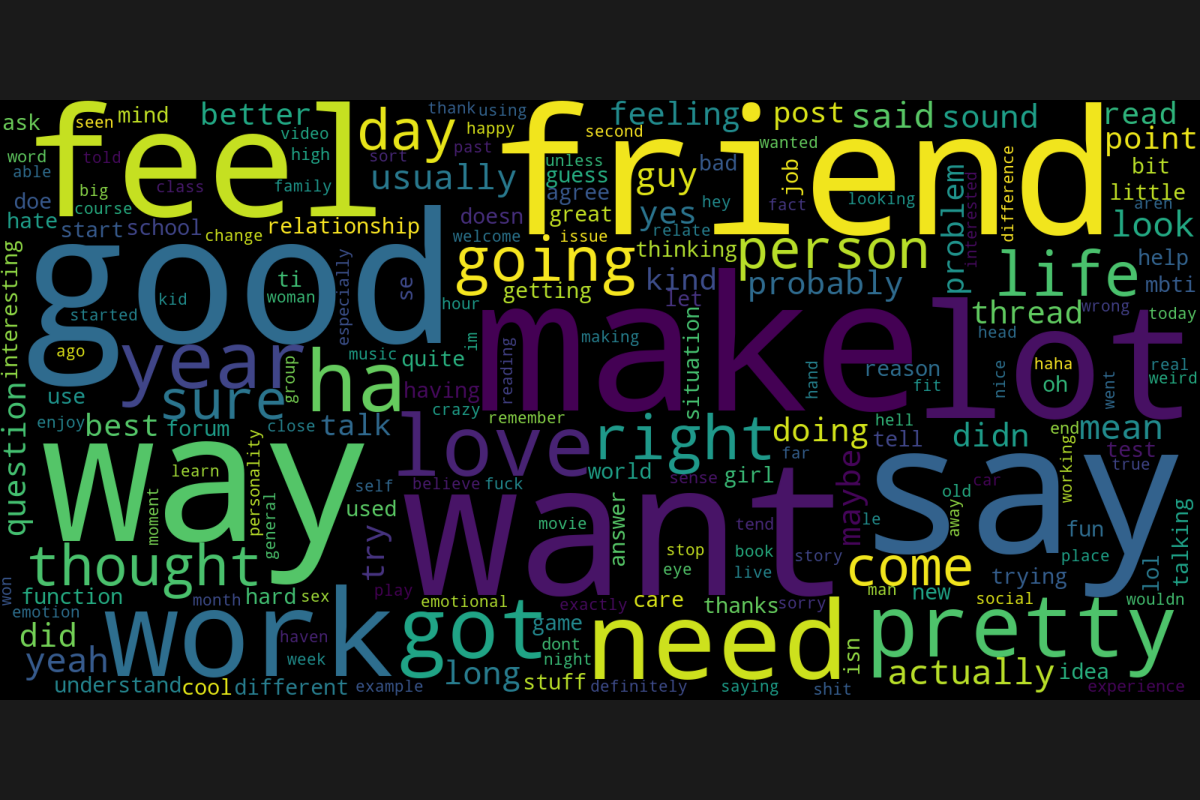 feel
friend
good
make
lot
way
want
say
work
need
pretty
love
got
ha
year
going
person
life
day
right
come
thought
sure
ask
seen
mind
better
video
thank
using
happy
past
feeling
second
post
said
sound
read
point
word
told
able
high
sort
usually
unless
guess
agree
guy
bad
wanted
job
bit
little
doe
big
class
family
course
hate
start
school
change
relationship
doesn
great
yes
hey
fact
looking
difference
problem
interested
aren
look
interesting
welcome
issue
relate
thinking
ti
woman
especially
se
kid
started
hour
getting
kind
let
probably
help
mbti
thread
wrong
today
ago
group
music
quite
im
reading
making
situation
hand
reason
fit
head
nice
haha
oh
went
real
weird
use
having
crazy
remember
enjoy
best
forum
close
talk
question
doing
hell
tell
far
didn
end
mean
test
true
learn
personality
moment
general
self
used
believe
fuck
world
sense
girl
maybe
car
old
away
working
try
movie
answer
stop
eye
tend
book
live
story
le
fun
place
lol
talking
trying
man
new
social
wouldn
won
function
emotion
month
hard
sex
play
emotional
exactly
care
thanks
sorry
did
haven
week
game
dont
night
isn
yeah
understand
cool
different
example
long
stuff
definitely
saying
shit
actually
idea
experience